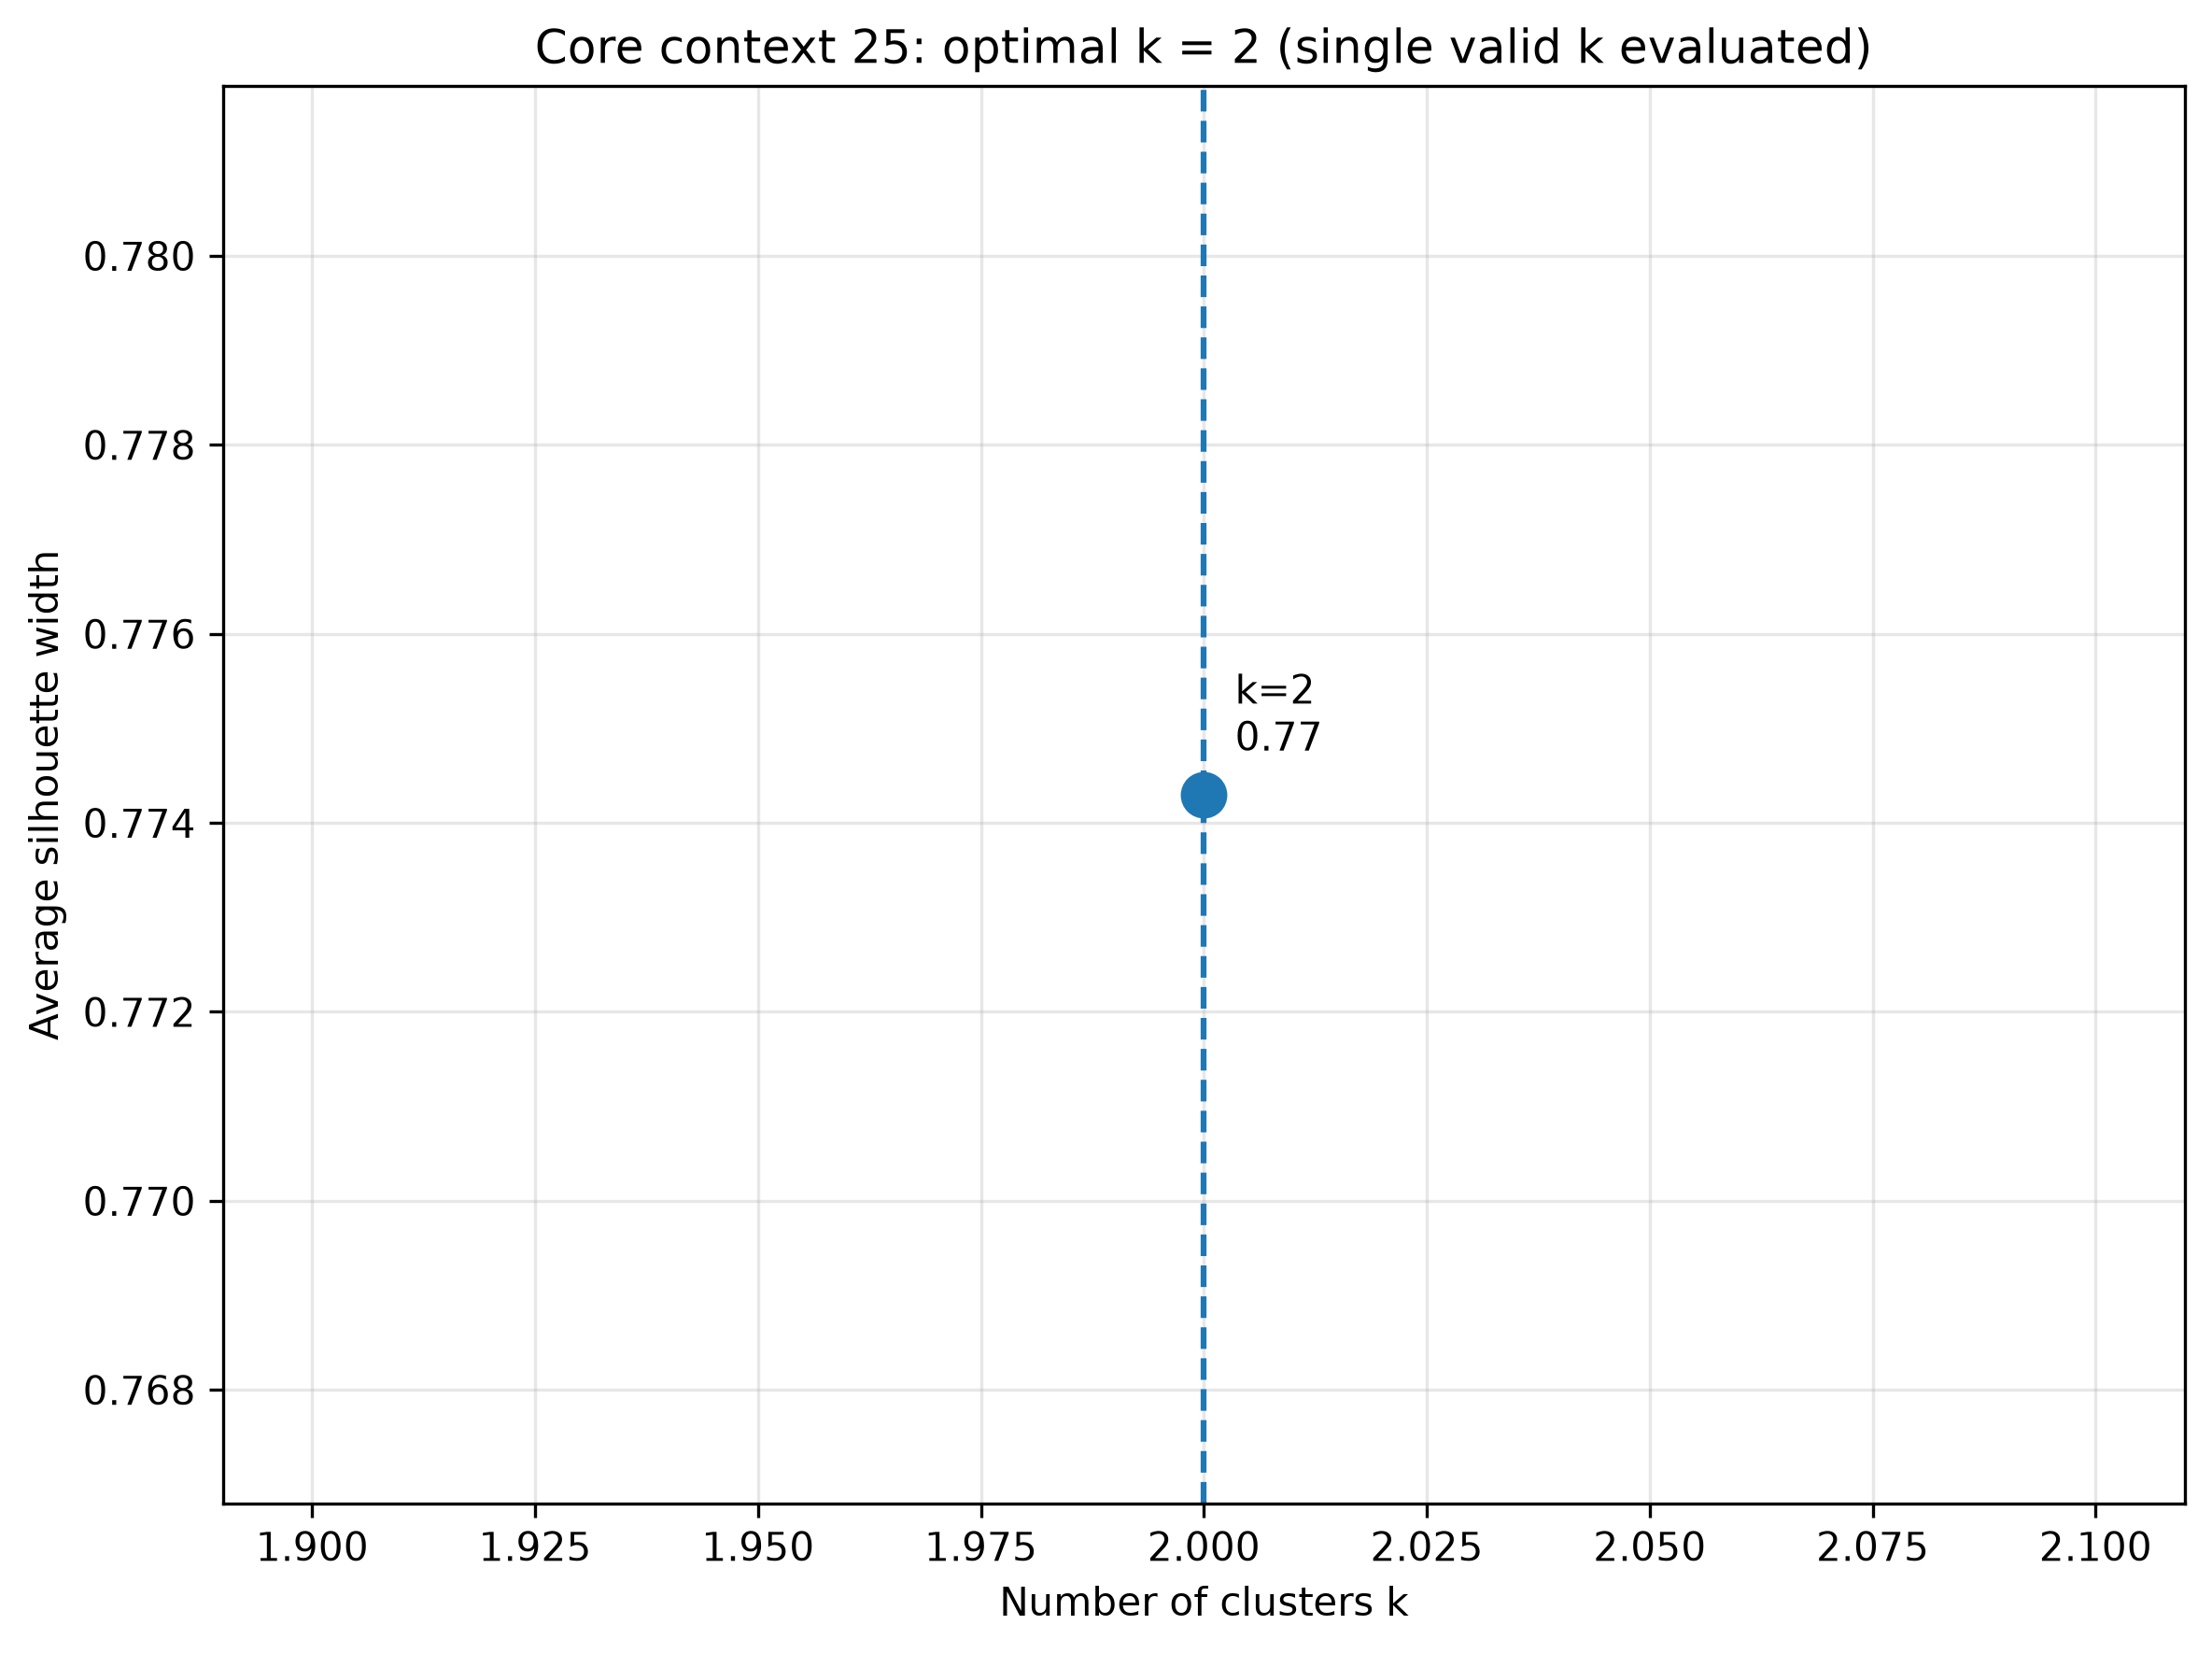 Core context 25: optimal k = 2 (single valid k evaluated)
Average silhouette width
0.780
0.778
0.776
0.774
0.772
0.770
0.768
k=2
0.77
1.900 1.925 1.950 1.975 2.000 2.025 2.050 2.075 2.100
Number of clusters k